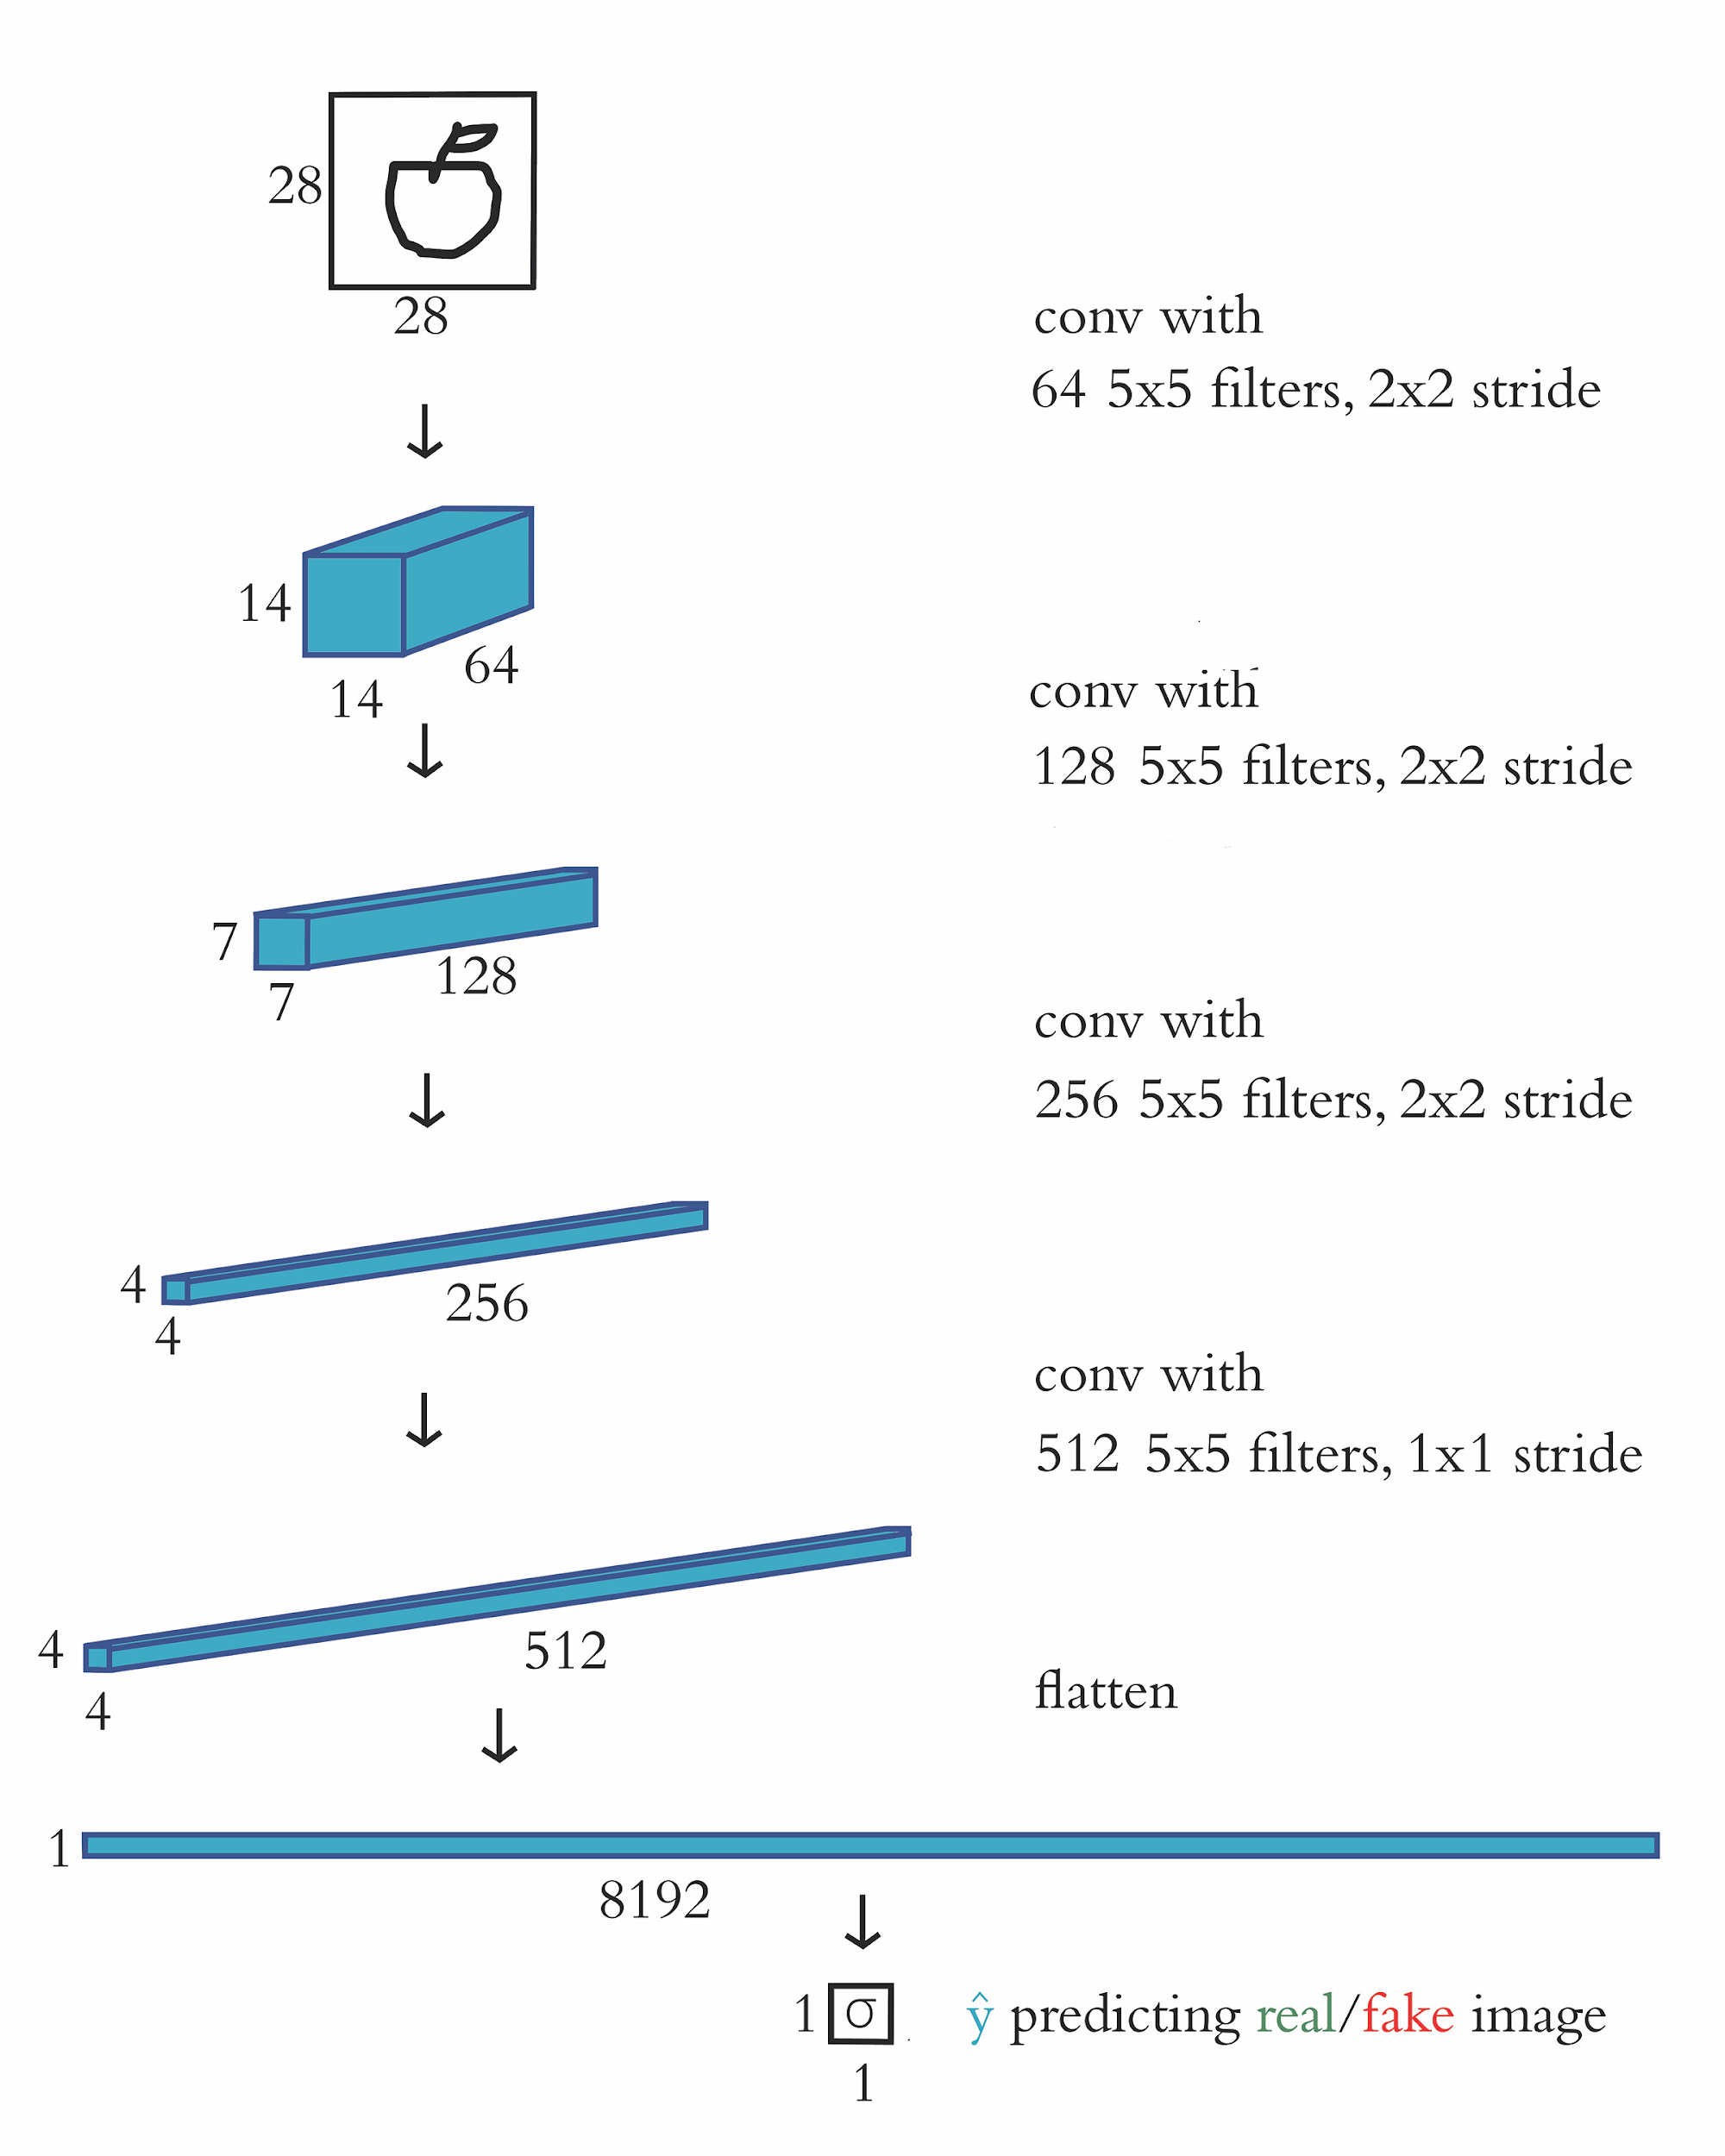 28
28
conv with
64 5x5 filters, 2x2 stride
14
64
14
conv with
128 5x5 filters, 2x2 stride
7
128
7
conv with
256 5x5 filters, 2x2 stride
4
256
4
conv with
512 5x5 filters, 1x1 stride
4
512
4
flatten
1
8192
1 σ ŷ predicting real/fake image
1